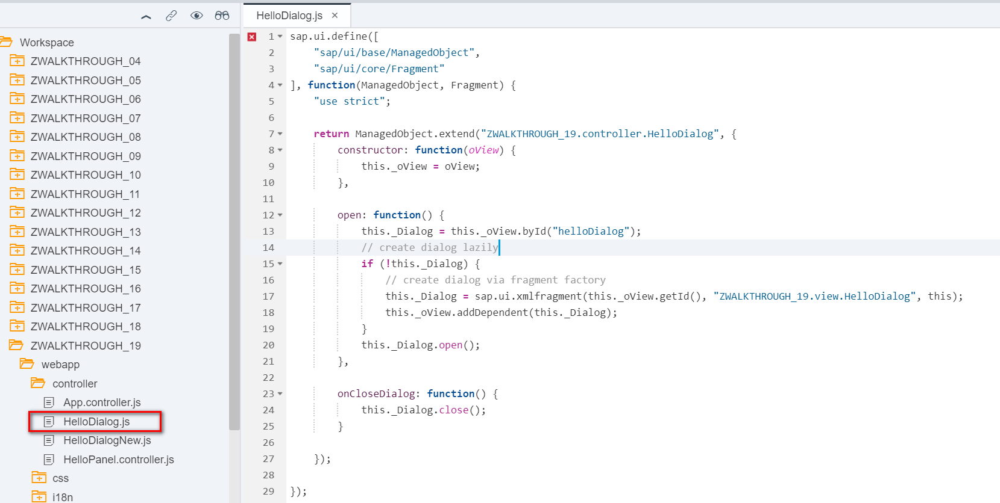 Workspace
ZWALKTHROUGH_04
ZWALKTHROUGH_05
ZWALKTHROUGH_06
ZWALKTHROUGH_07
ZWALKTHROUGH_08
ZWALKTHROUGH_09
ZWALKTHROUGH_10
ZWALKTHROUGH_11
ZWALKTHROUGH_12
ZWALKTHROUGH_13
ZWALKTHROUGH_14
ZWALKTHROUGH_15
ZWALKTHROUGH_16
ZWALKTHROUGH_17
ZWALKTHROUGH_18
ZWALKTHROUGH_19
webapp
controller
App.controller.js
HelloDialog.js
HelloDialogNew.js
HelloPanel.controller.js
css
i18n
HelloDialog.js ×
1 sap.ui.define([
2     "sap/ui/base/ManagedObject",
3     "sap/ui/core/Fragment"
4 ], function(ManagedObject, Fragment) {
5     "use strict";
6
7     return ManagedObject.extend("ZWALKTHROUGH_19.controller.HelloDialog", {
8         constructor: function(oView) {
9             this._oView = oView;
10         },
11
12         open: function() {
13             this._Dialog = this._oView.byId("helloDialog");
14             // create dialog lazily
15             if (!this._Dialog) {
16                 // create dialog via fragment factory
17                 this._Dialog = sap.ui.xmlfragment(this._oView.getId(), "ZWALKTHROUGH_19.view.HelloDialog", this);
18                 this._oView.addDependent(this._Dialog);
19             }
20             this._Dialog.open();
21         },
22
23         onCloseDialog: function() {
24             this._Dialog.close();
25         }
26
27     });
28
29 });